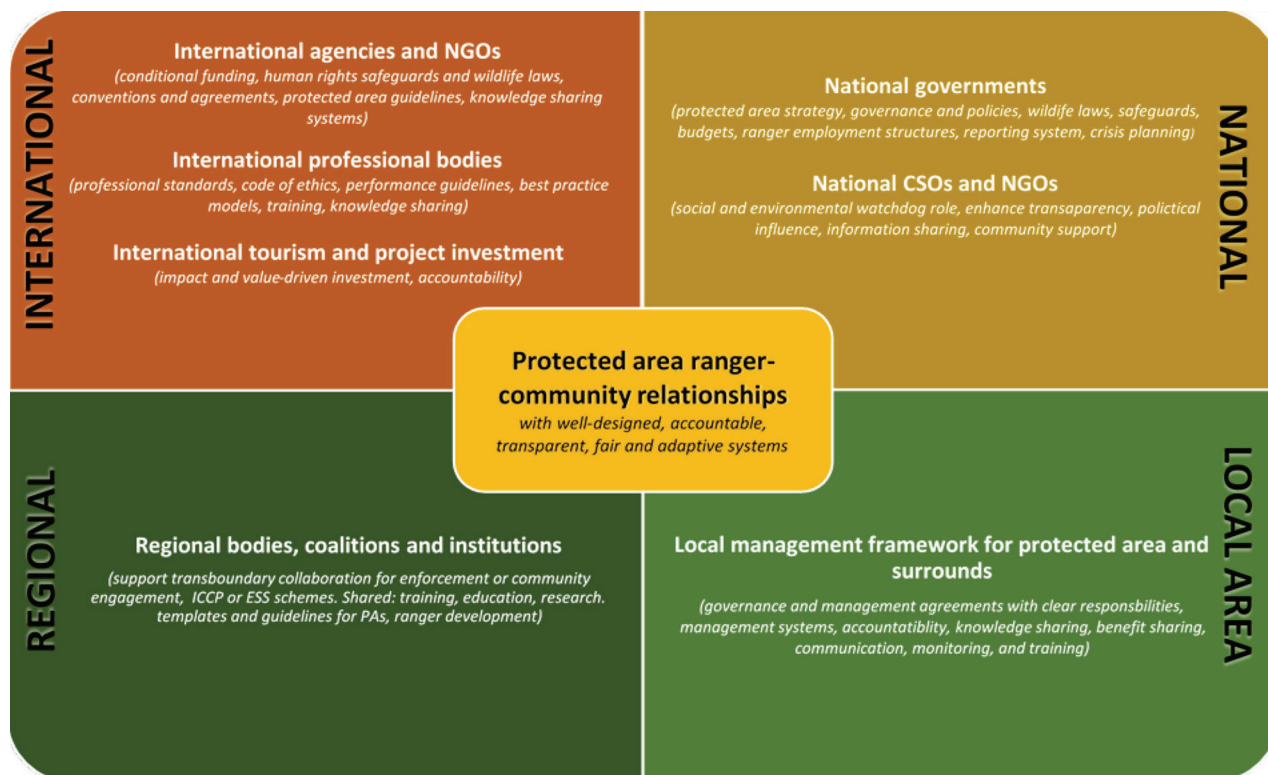 INTERNATIONAL
International agencies and NGOs
(conditional funding, human rights safeguards and wildlife laws,
conventions and agreements, protected area guidelines, knowledge sharing
systems)
International professional bodies
(professional standards, code of ethics, performance guidelines, best practice
models, training, knowledge sharing)
International tourism and project investment
(impact and value-driven investment, accountability)
NATIONAL
National governments
(protected area strategy, governance and policies, wildife laws, safeguards,
budgets, ranger employment structures, reporting system, crisis planning)
National CSOs and NGOs
(social and environmental watchdog role, enhance transaparency, polictical
influence, information sharing, community support)
Protected area ranger-
community relationships
with well-designed, accountable,
transparent, fair and adaptive systems
REGIONAL
Regional bodies, coalitions and institutions
(support transboundary collaboration for enforcement or community
engagement, ICCP or ESS schemes. Shared: training, education, research.
templates and guidelines for PAs, ranger development)
LOCAL AREA
Local management framework for protected area and
surrounds
(governance and management agreements with clear responsbilities,
management systems, accountatiblity, knowledge sharing, benefit sharing,
communication, monitoring, and training)